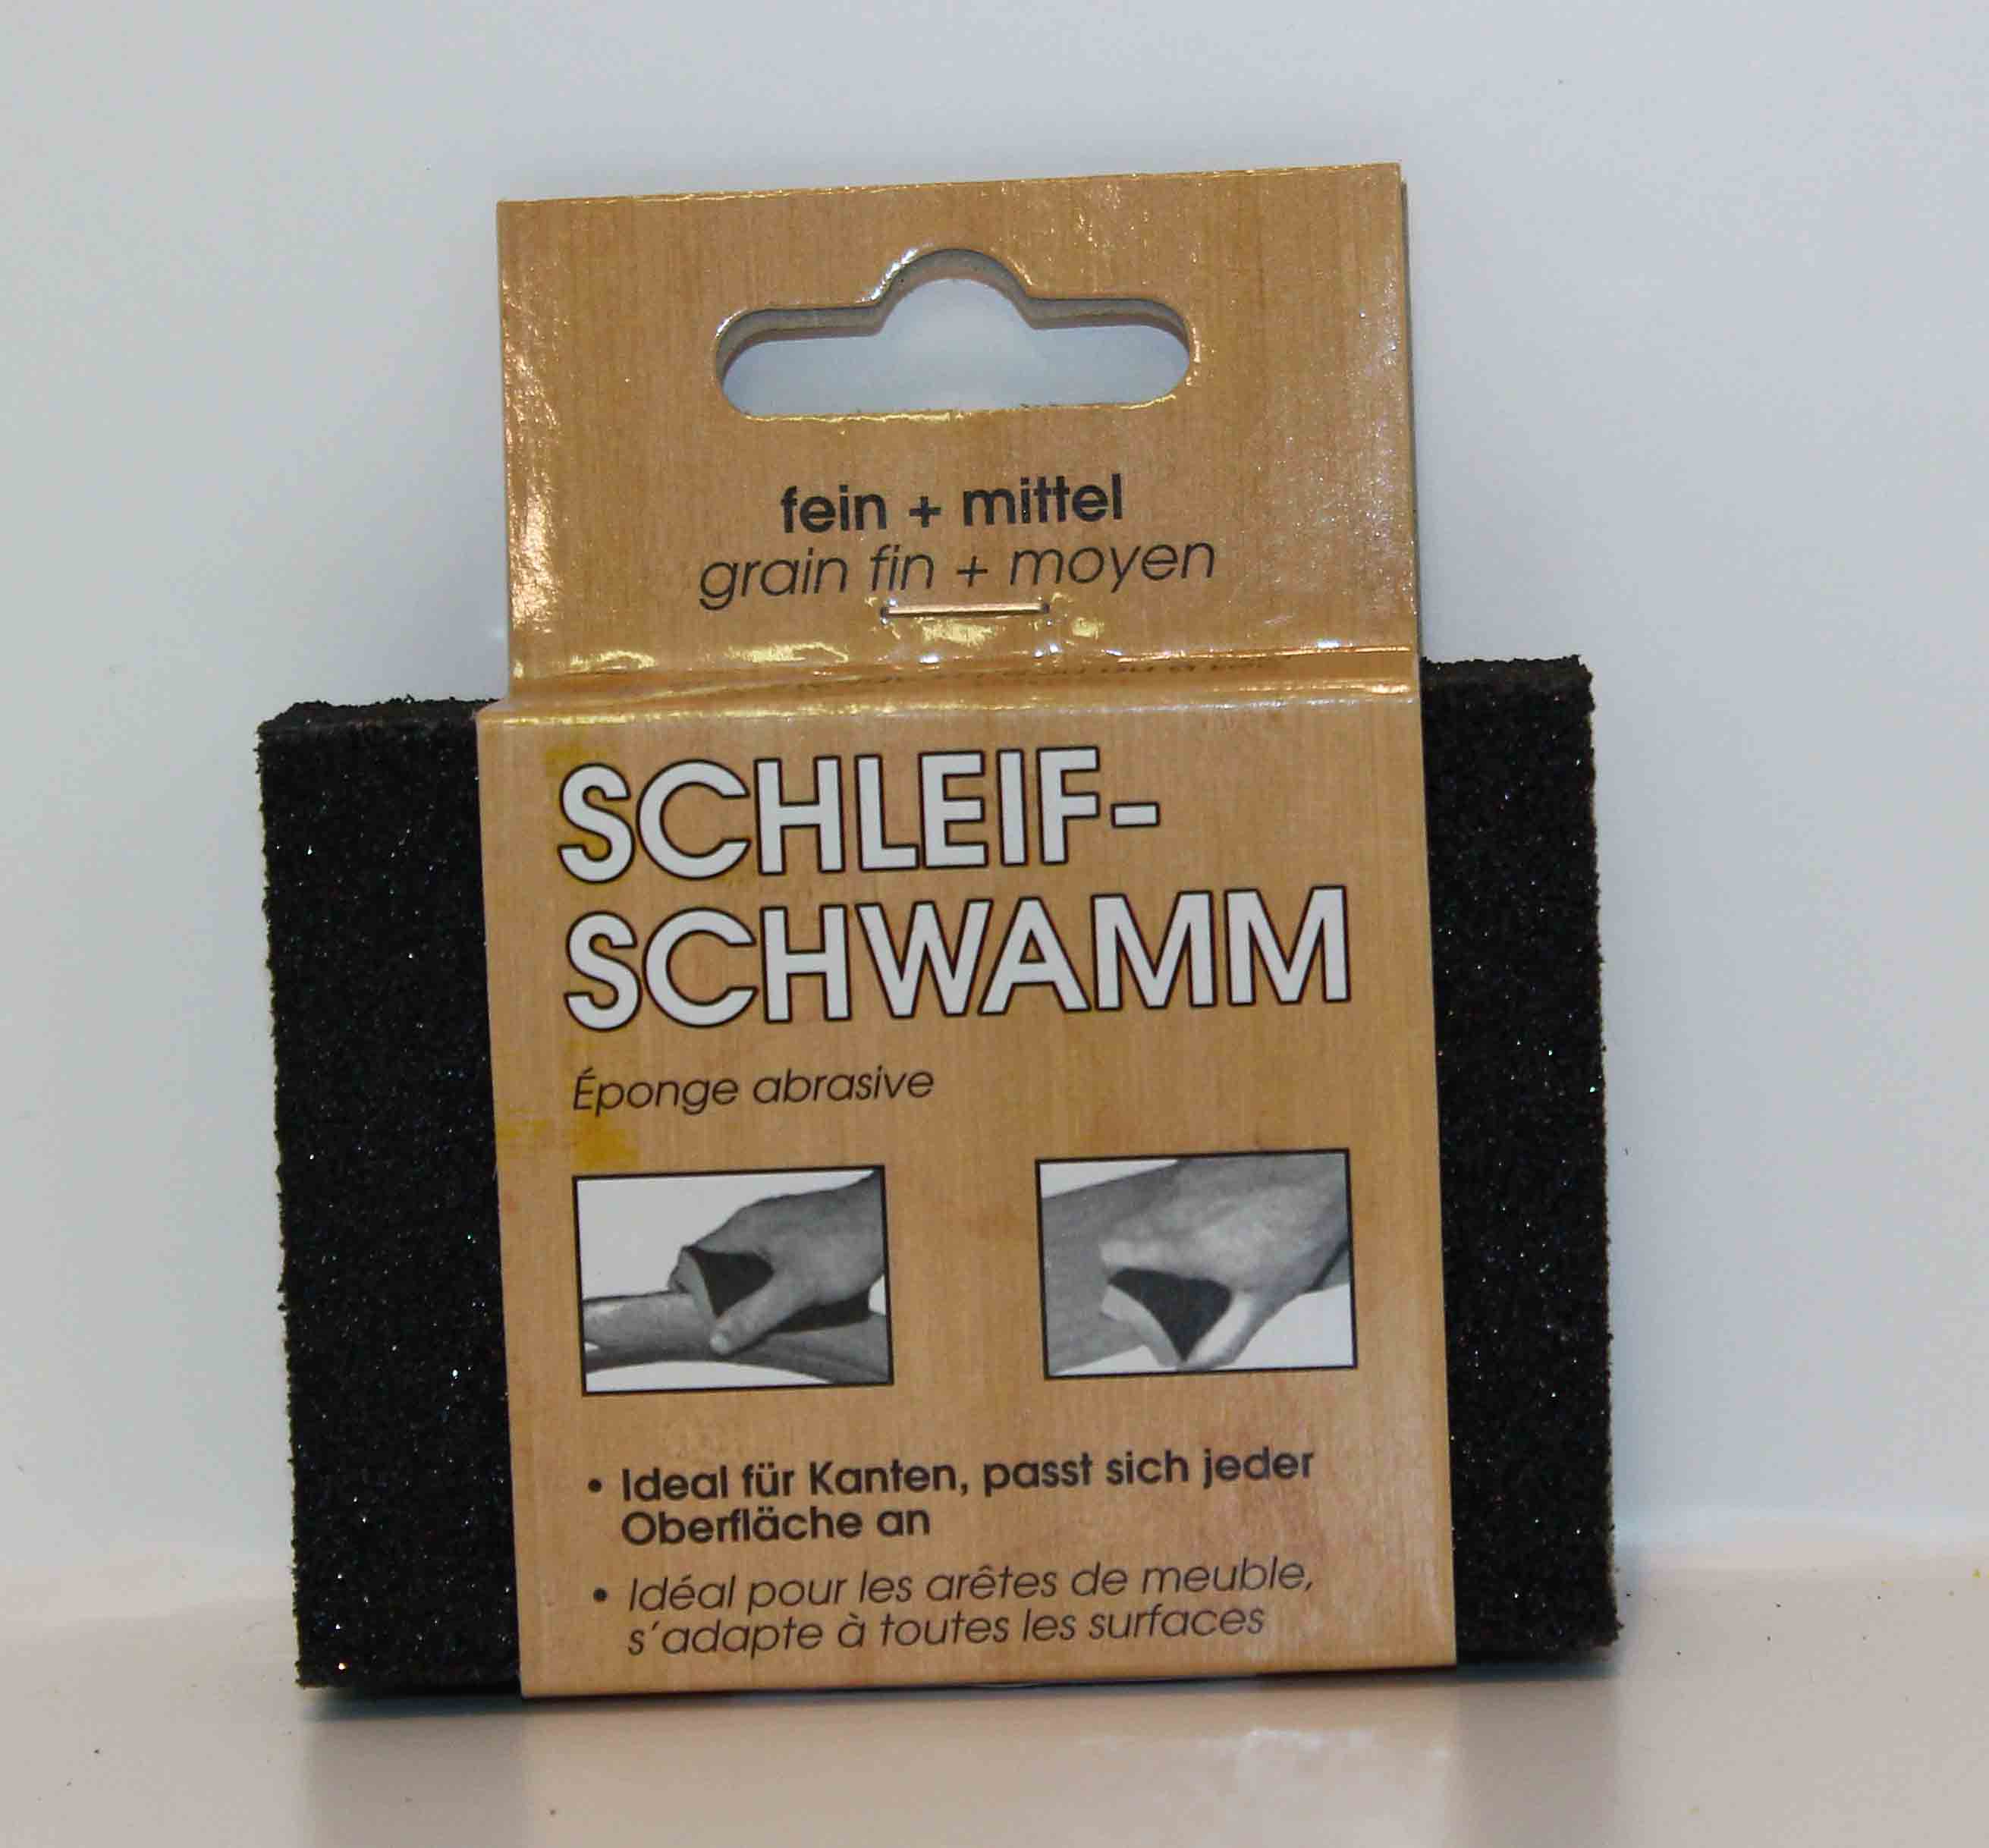 fein + mittel
grain fin + moyen
SCHLEIF-
SCHWAMM
Éponge abrasive
• Ideal für Kanten, passt sich jeder
Oberfläche an
• Idéal pour les arêtes de meuble,
s'adapte à toutes les surfaces